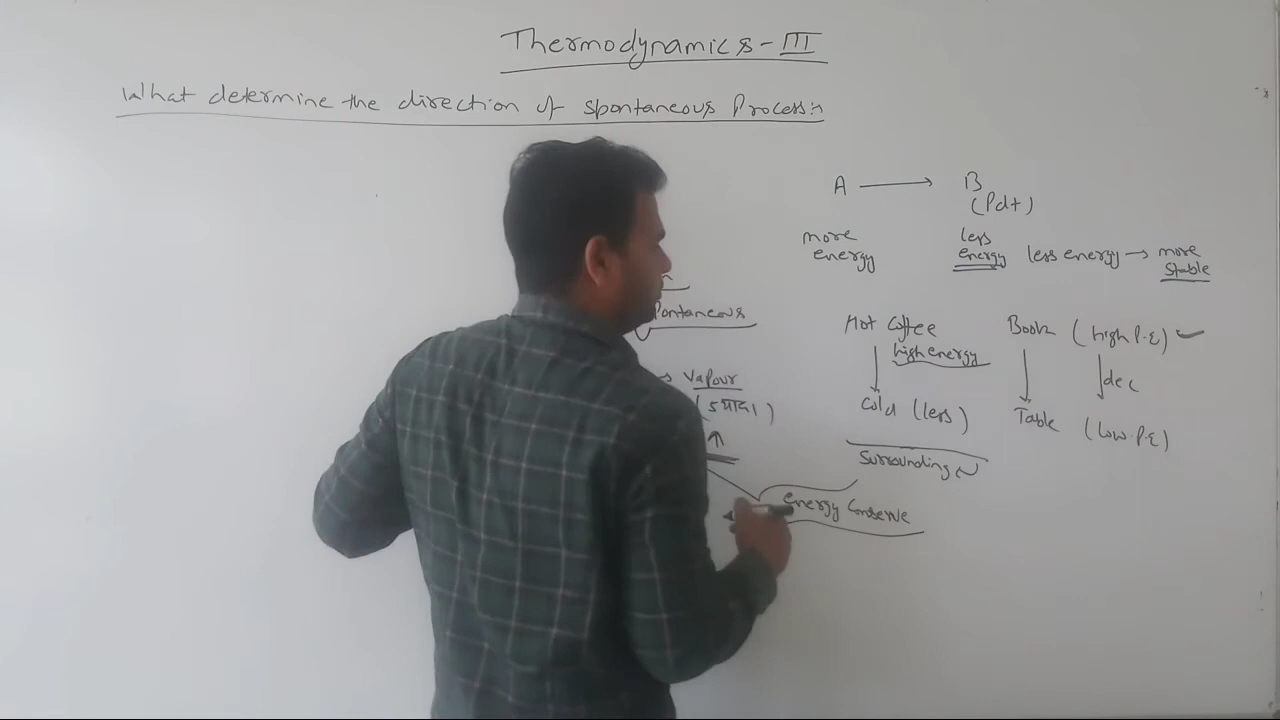 Thermodynamics - III
What determine the direction of spontaneous Process:-
A ⟶ B
(Pdt)
more energy
less energy
less energy → more stable
pontaneous
→ Vapour
(ज्यादा)
↑
Hot Coffee
high energy
↓
Cold (less)
Surrounding
Energy Conserve
Book (high P.E)
↓ ↓ dec
Table (low P.E)